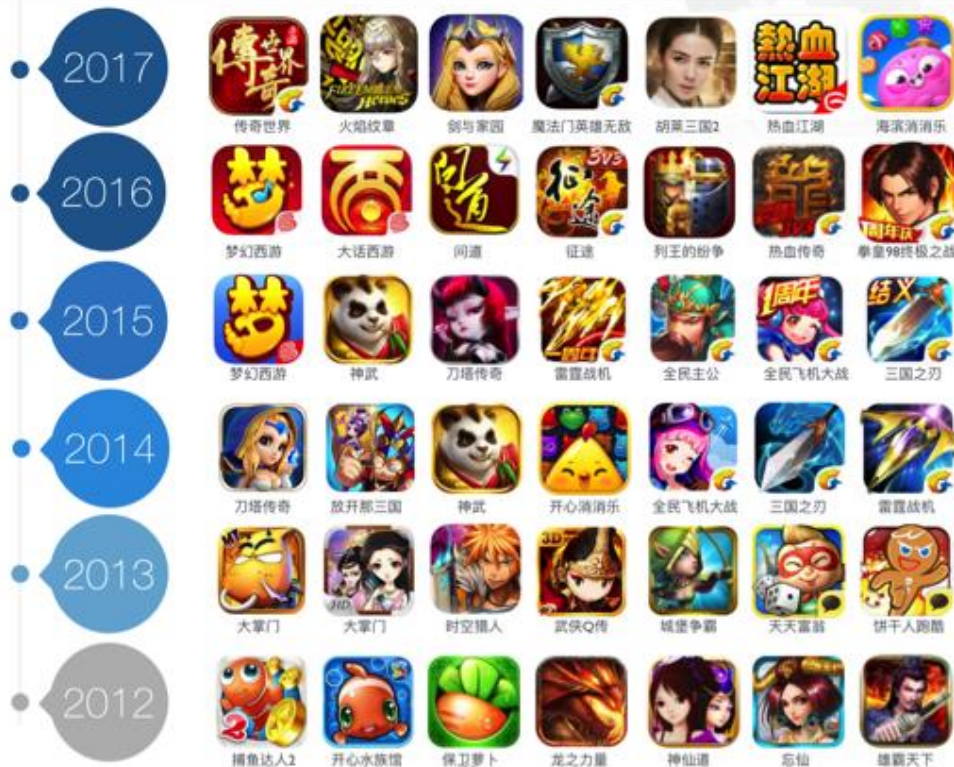 2017
传奇世界
火焰纹章
剑与家园
魔法门英雄无敌
胡莱三国2
热血江湖
海滨消消乐
2016
梦幻西游
大话西游
问道
征途
列王的纷争
热血传奇
拳皇98终极之战
2015
梦幻西游
神武
刀塔传奇
雷霆战机
全民主公
全民飞机大战
三国之刃
2014
刀塔传奇
放开那三国
神武
开心消消乐
全民飞机大战
三国之刃
雷霆战机
2013
大掌门
大掌门
时空猎人
武侠Q传
城堡争霸
天天富翁
饼干人跑酷
2012
捕鱼达人2
开心水族馆
保卫萝卜
龙之力量
神仙道
忘仙
雄霸天下